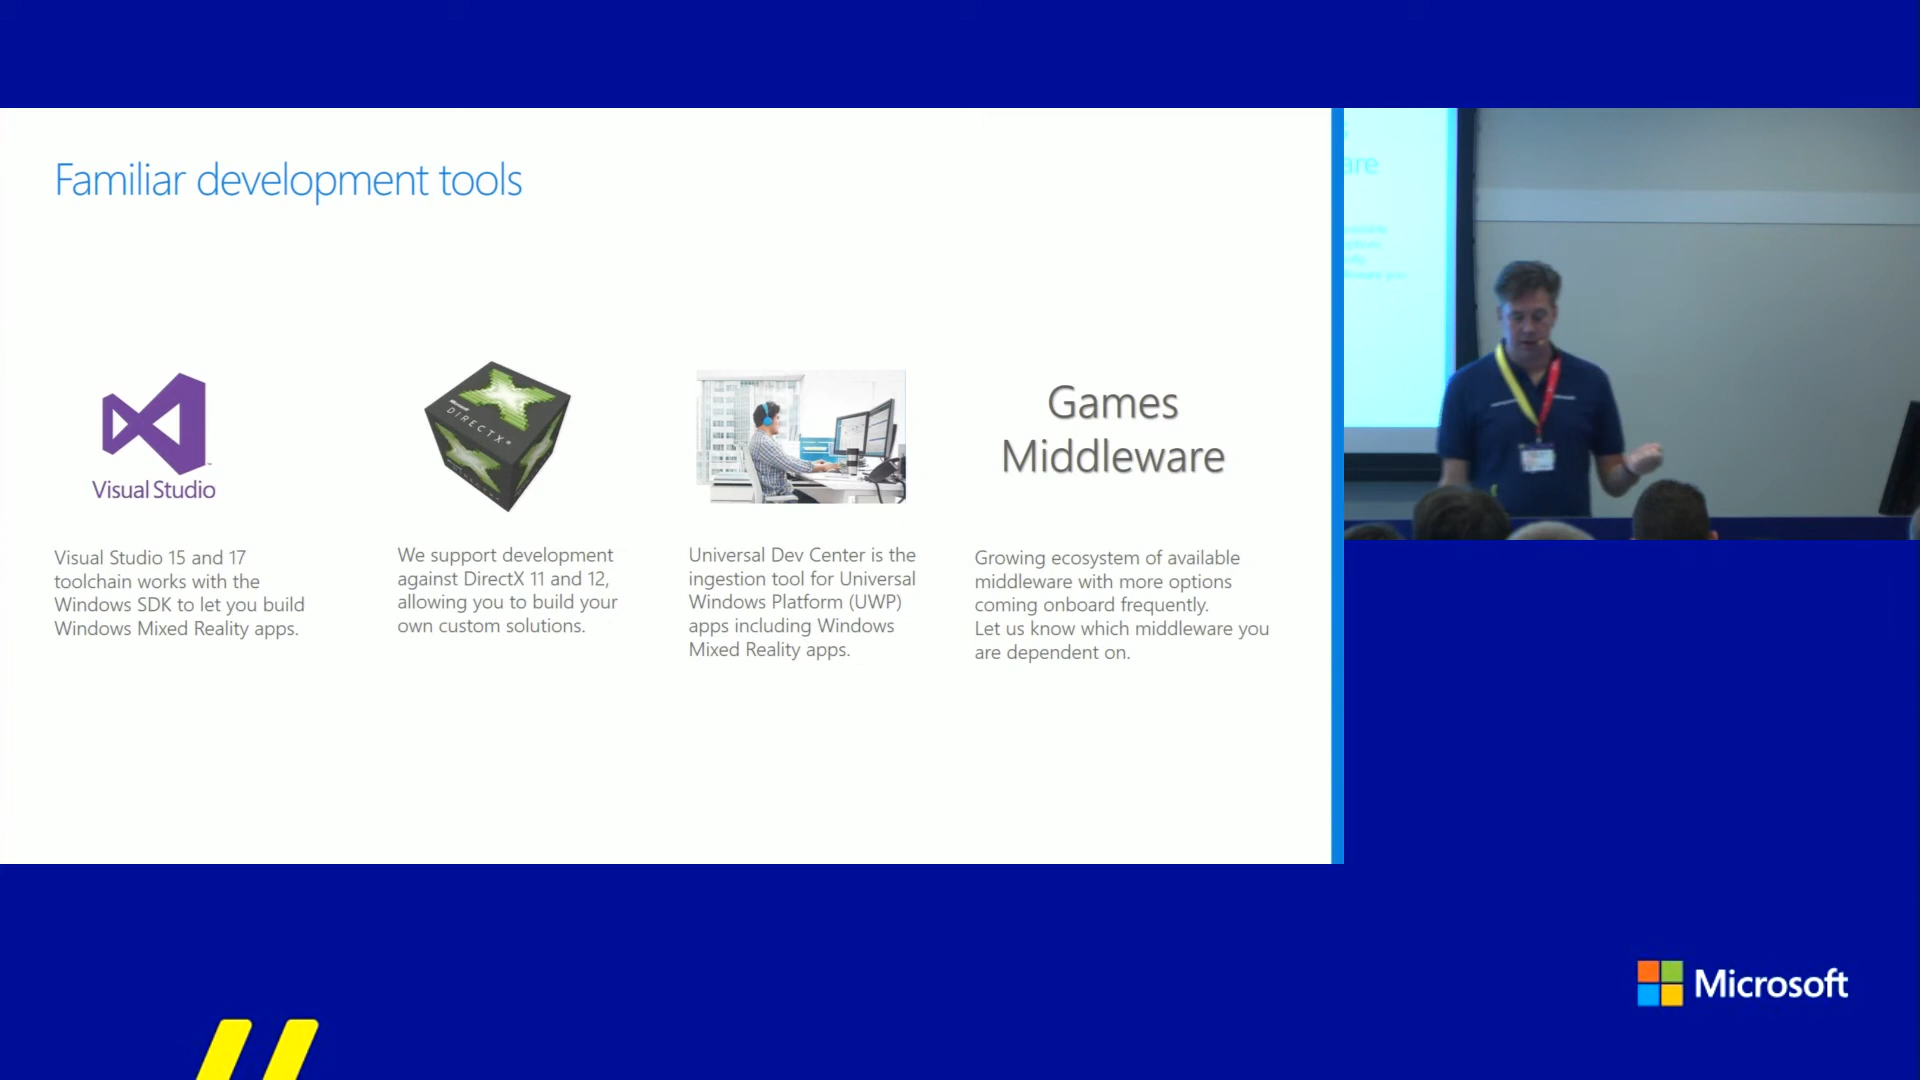 Familiar development tools
Visual Studio
Microsoft
DIRECTX®
Games
Middleware
Visual Studio 15 and 17
toolchain works with the
Windows SDK to let you build
Windows Mixed Reality apps.
We support development
against DirectX 11 and 12,
allowing you to build your
own custom solutions.
Universal Dev Center is the
ingestion tool for Universal
Windows Platform (UWP)
apps including Windows
Mixed Reality apps.
Growing ecosystem of available
middleware with more options
coming onboard frequently.
Let us know which middleware you
are dependent on.
are
Microsoft